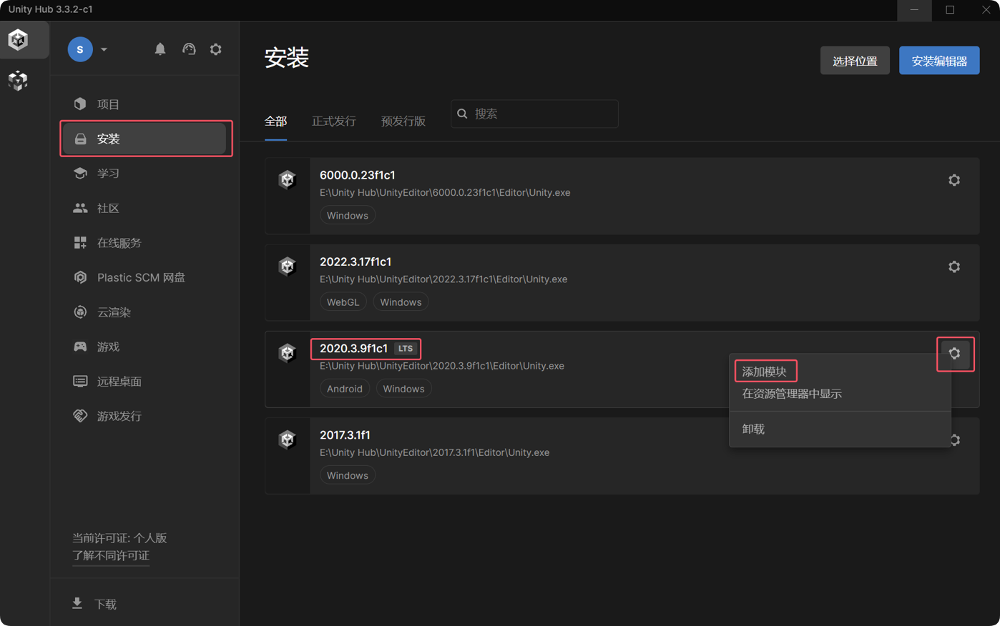 Unity Hub 3.3.2-c1
S
项目
安装
学习
社区
在线服务
Plastic SCM 网盘
云渲染
游戏
远程桌面
游戏发行
当前许可证: 个人版
了解不同许可证
下载
安装
选择位置
安装编辑器
全部
正式发行
预发行版
搜索
6000.0.23f1c1
E:\Unity Hub\UnityEditor\6000.0.23f1c1\Editor\Unity.exe
Windows
2022.3.17f1c1
E:\Unity Hub\UnityEditor\2022.3.17f1c1\Editor\Unity.exe
WebGL Windows
2020.3.9f1c1 LTS
E:\Unity Hub\UnityEditor\2020.3.9f1c1\Editor\Unity.exe
Android Windows
添加模块
在资源管理器中显示
卸载
2017.3.1f1
E:\Unity Hub\UnityEditor\2017.3.1f1\Editor\Unity.exe
Windows